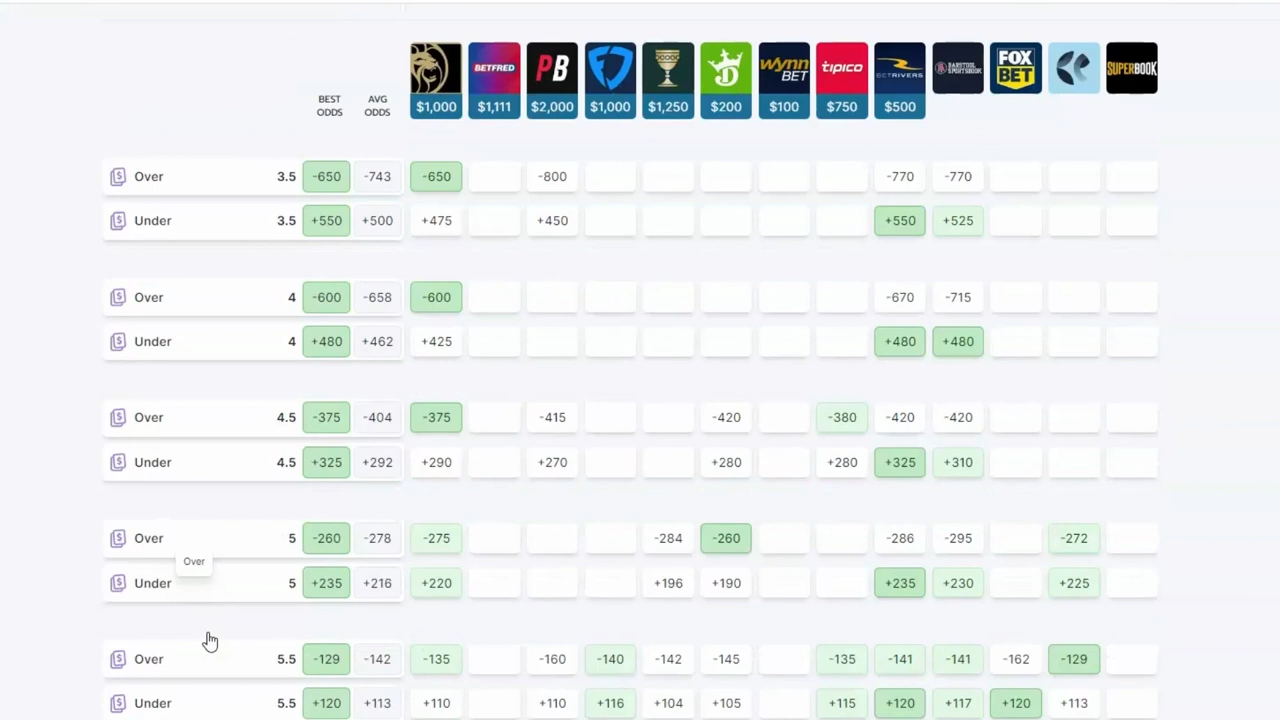 BETFRED PB WYNN BET tipico BETRIVERS BARSTOOL SPORTSBOOK FOX BET SUPERBOOK
BEST ODDS AVG ODDS $1,000 $1,111 $2,000 $1,000 $1,250 $200 $100 $750 $500
Over 3.5 -650 -743 -650 -800 -770 -770
Under 3.5 +550 +500 +475 +450 +550 +525
Over 4 -600 -658 -600 -670 -715
Under 4 +480 +462 +425 +480 +480
Over 4.5 -375 -404 -375 -415 -420 -380 -420 -420
Under 4.5 +325 +292 +290 +270 +280 +280 +325 +310
Over 5 -260 -278 -275 -284 -260 -286 -295 -272
Over
Under 5 +235 +216 +220 +196 +190 +235 +230 +225
Over 5.5 -129 -142 -135 -160 -140 -142 -145 -135 -141 -141 -162 -129
Under 5.5 +120 +113 +110 +110 +116 +104 +105 +115 +120 +117 +120 +113